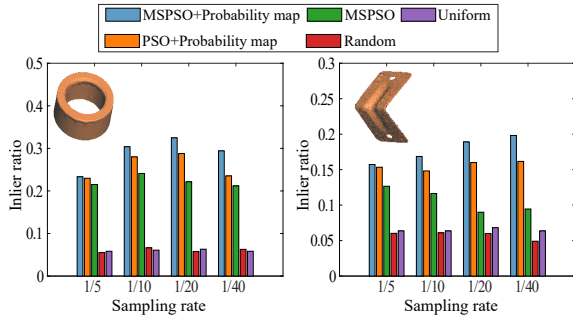 MSPSO+Probability map MSPSO Uniform
PSO+Probability map Random
0.5
0.4
0.3
0.2
0.1
0
Inlier ratio
1/5 1/10 1/20 1/40
Sampling rate
0.3
0.25
0.2
0.15
0.1
0.05
0
Inlier ratio
1/5 1/10 1/20 1/40
Sampling rate